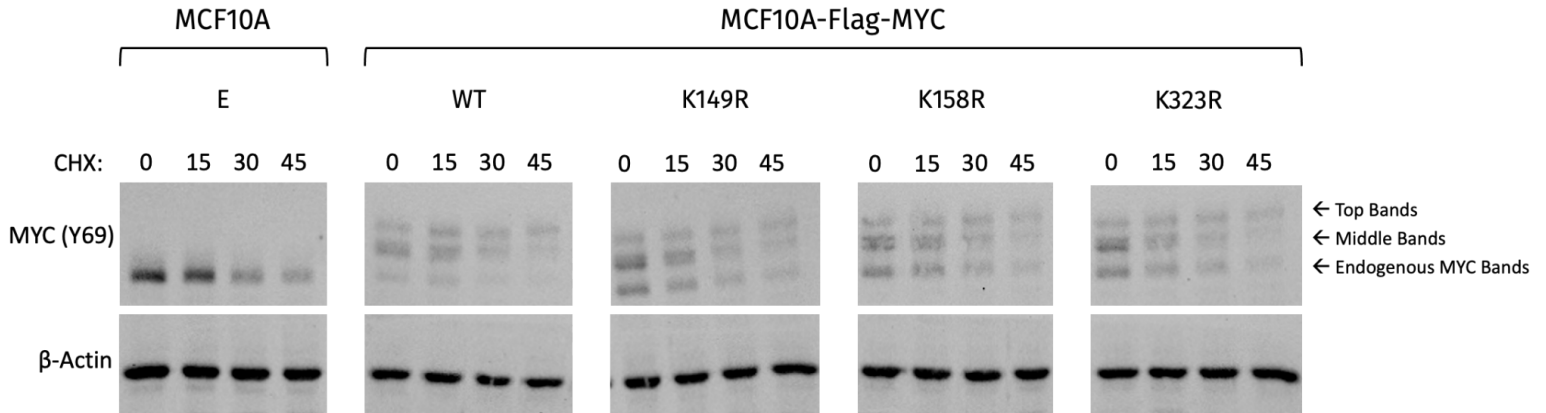 MCF10A MCF10A-Flag-MYC
E WT K149R K158R K323R
CHX: 0 15 30 45 0 15 30 45 0 15 30 45 0 15 30 45 0 15 30 45
MYC (Y69)
← Top Bands
← Middle Bands
← Endogenous MYC Bands
β-Actin